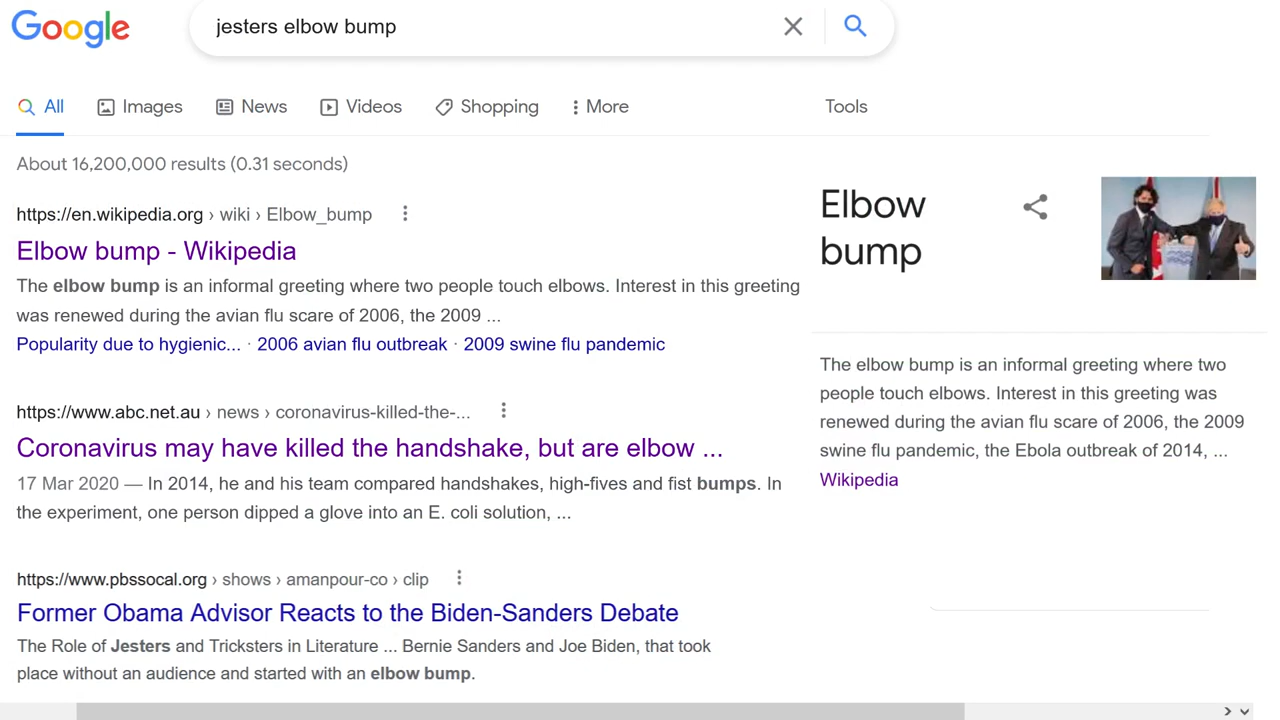 Google
jesters elbow bump
All Images News Videos Shopping More Tools
About 16,200,000 results (0.31 seconds)
https://en.wikipedia.org › wiki › Elbow_bump
Elbow bump - Wikipedia
The elbow bump is an informal greeting where two people touch elbows. Interest in this greeting
was renewed during the avian flu scare of 2006, the 2009 ...
Popularity due to hygienic... · 2006 avian flu outbreak · 2009 swine flu pandemic
https://www.abc.net.au › news › coronavirus-killed-the-...
Coronavirus may have killed the handshake, but are elbow ...
17 Mar 2020 — In 2014, he and his team compared handshakes, high-fives and fist bumps. In
the experiment, one person dipped a glove into an E. coli solution, ...
https://www.pbssocal.org › shows › amanpour-co › clip
Former Obama Advisor Reacts to the Biden-Sanders Debate
The Role of Jesters and Tricksters in Literature ... Bernie Sanders and Joe Biden, that took
place without an audience and started with an elbow bump.
Elbow
bump
The elbow bump is an informal greeting where two
people touch elbows. Interest in this greeting was
renewed during the avian flu scare of 2006, the 2009
swine flu pandemic, the Ebola outbreak of 2014, ...
Wikipedia